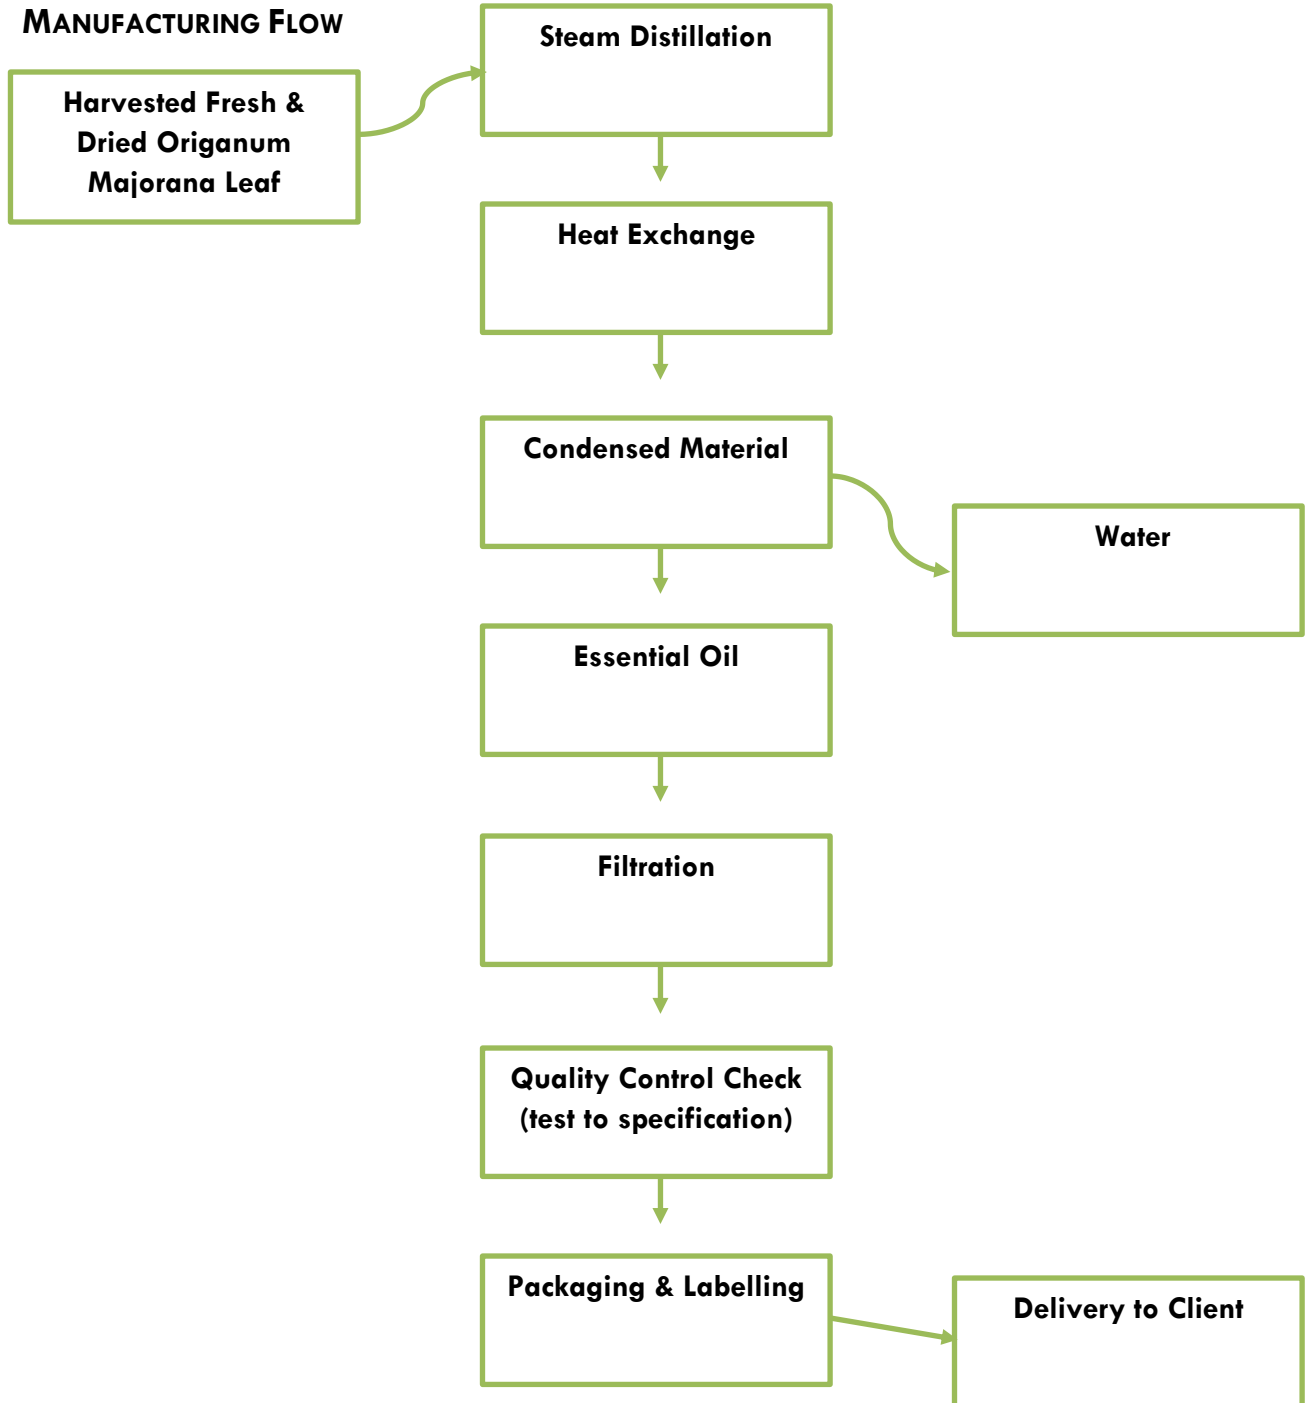 MANUFACTURING FLOW
Harvested Fresh &
Dried Origanum
Majorana Leaf
Steam Distillation
Heat Exchange
Condensed Material
Water
Essential Oil
Filtration
Quality Control Check
(test to specification)
Packaging & Labelling
Delivery to Client